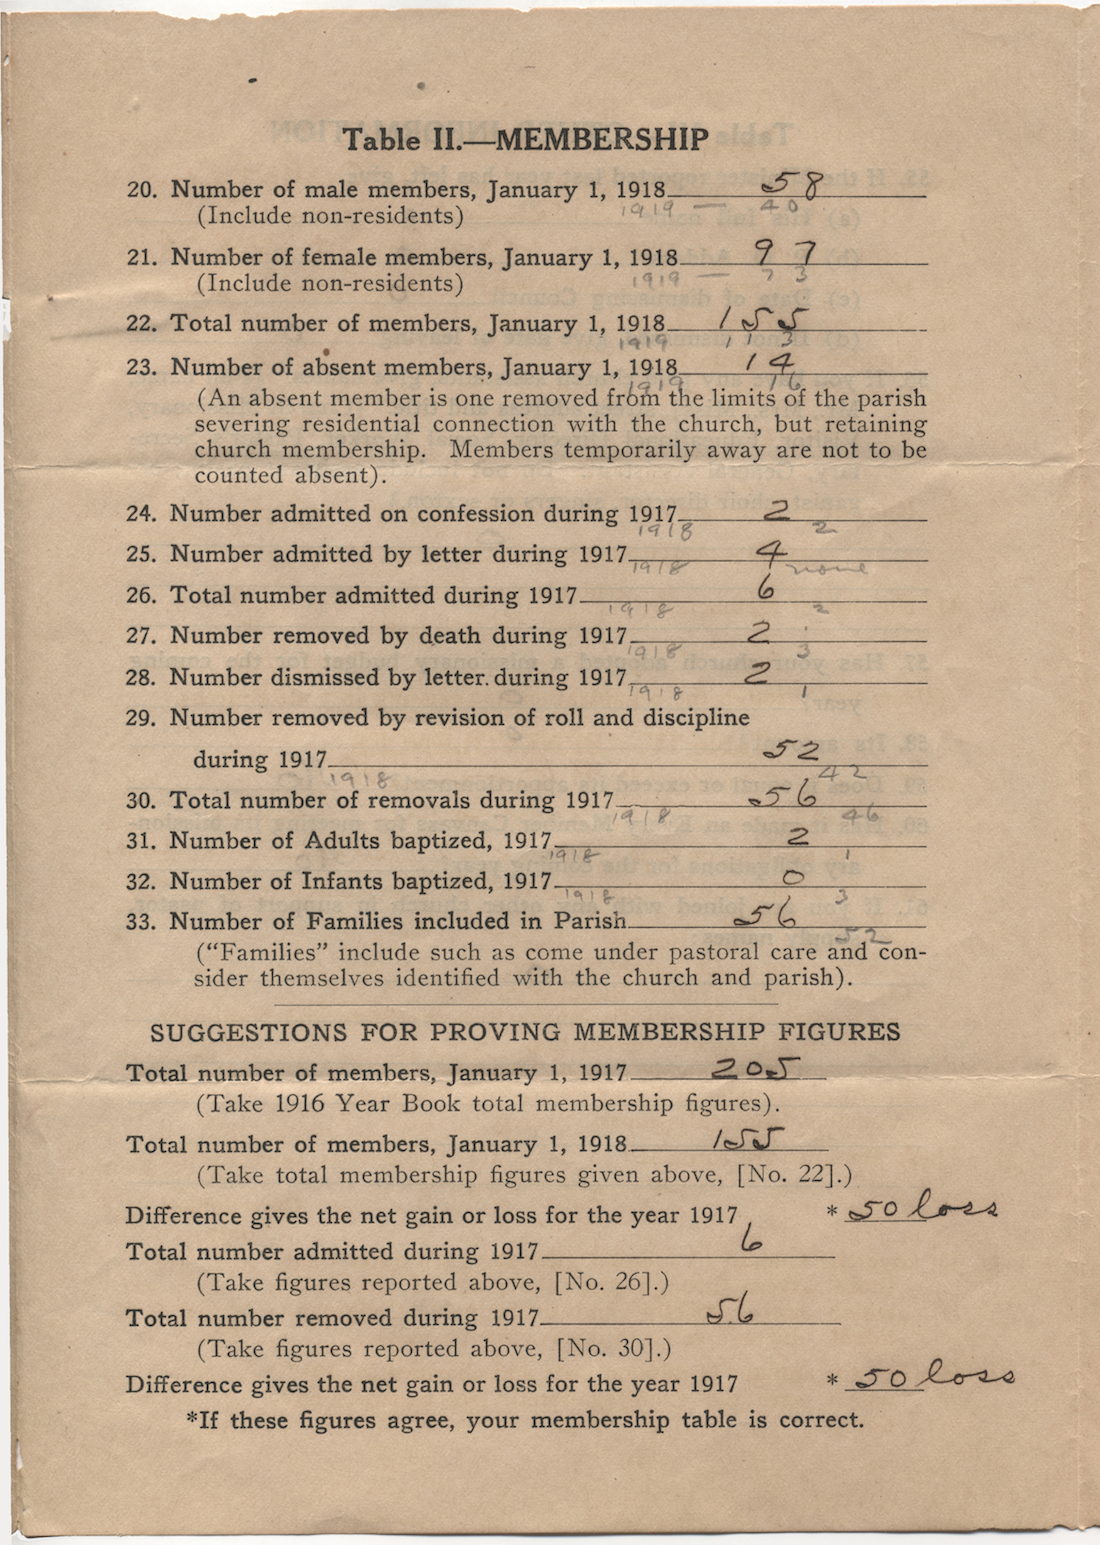 Table II.—MEMBERSHIP
20. Number of male members, January 1, 1918 58
(Include non-residents) 1919 — 40
21. Number of female members, January 1, 1918 97
(Include non-residents) 1919 — 73
22. Total number of members, January 1, 1918 155
1919 113
23. Number of absent members, January 1, 1918 14
1919 16
(An absent member is one removed from the limits of the parish
severing residential connection with the church, but retaining
church membership. Members temporarily away are not to be
counted absent).
24. Number admitted on confession during 1917 2
1918 2
25. Number admitted by letter during 1917 4
1918 none
26. Total number admitted during 1917 6
1918 2
27. Number removed by death during 1917 2
1918 3
28. Number dismissed by letter. during 1917 2
1918 1
29. Number removed by revision of roll and discipline
during 1917 52
1918 42
30. Total number of removals during 1917 56
1918 46
31. Number of Adults baptized, 1917 2
1918 1
32. Number of Infants baptized, 1917 0
1918 3
33. Number of Families included in Parish 56
52
("Families" include such as come under pastoral care and con-
sider themselves identified with the church and parish).
SUGGESTIONS FOR PROVING MEMBERSHIP FIGURES
Total number of members, January 1, 1917 205
(Take 1916 Year Book total membership figures).
Total number of members, January 1, 1918 155
(Take total membership figures given above, [No. 22].)
Difference gives the net gain or loss for the year 1917 * 50 loss
Total number admitted during 1917 6
(Take figures reported above, [No. 26].)
Total number removed during 1917 56
(Take figures reported above, [No. 30].)
Difference gives the net gain or loss for the year 1917 * 50 loss
*If these figures agree, your membership table is correct.